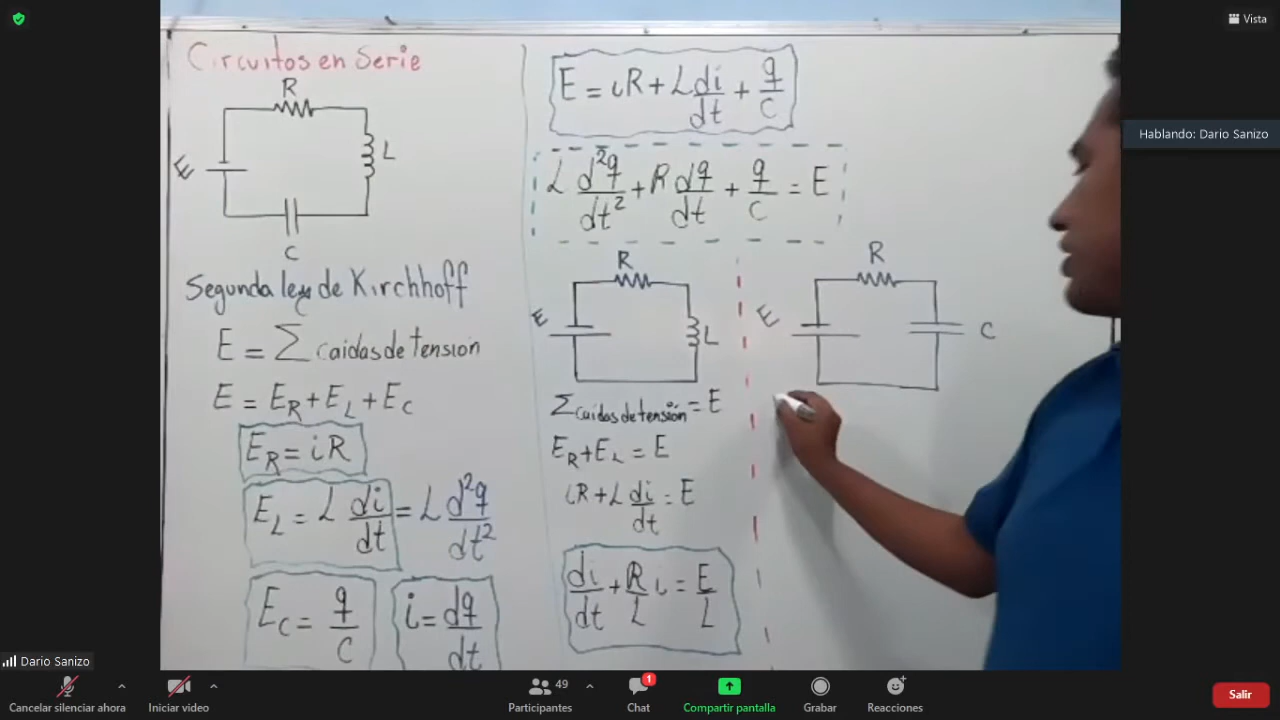 Vista
Hablando: Dario Sanizo
Circuitos en Serie
R
E
L
C
Segunda ley de Kirchhoff
E = Σ caidas de tensión
E = E_R + E_L + E_C
E_R = iR
E_L = L di/dt = L d²q/dt²
E_C = q/C
i = dq/dt
E = iR + L di/dt + q/C
L d²q/dt² + R dq/dt + q/C = E
R
E
L
Σ caidas de tensión = E
E_R + E_L = E
iR + L di/dt = E
di/dt + R/L i = E/L
R
E
C
Dario Sanizo
Cancelar silenciar ahora
Iniciar video
49
Participantes
1
Chat
Compartir pantalla
Grabar
Reacciones
Salir